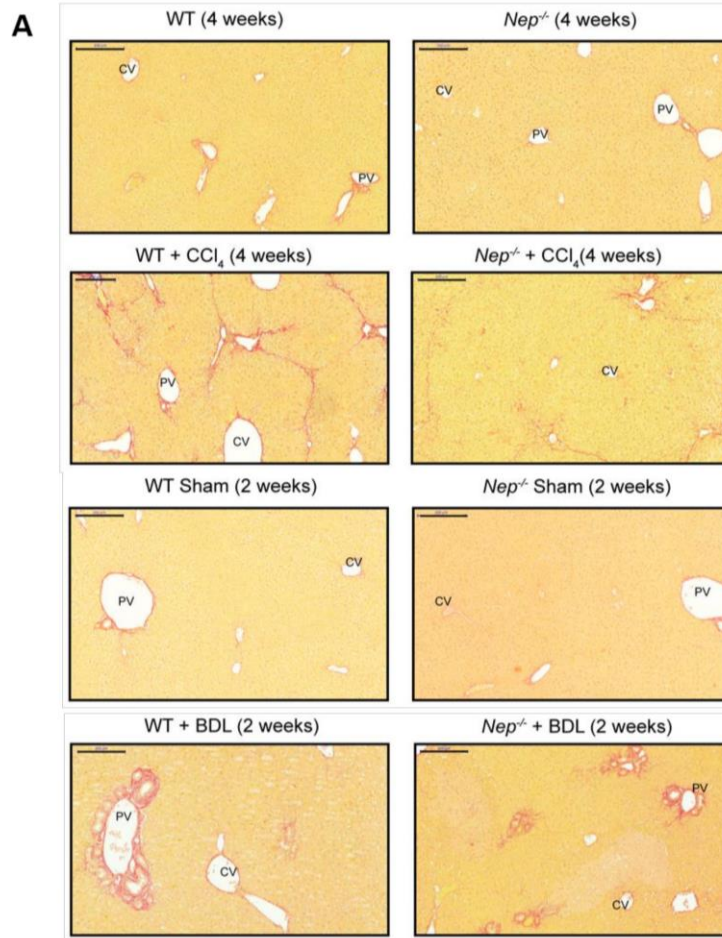 A
WT (4 weeks)
Nep-/- (4 weeks)
CV
PV
CV
PV
PV
WT + CCl4 (4 weeks)
Nep-/- + CCl4(4 weeks)
PV
CV
CV
WT Sham (2 weeks)
Nep-/- Sham (2 weeks)
PV
CV
CV
PV
WT + BDL (2 weeks)
Nep-/- + BDL (2 weeks)
PV
CV
PV
CV